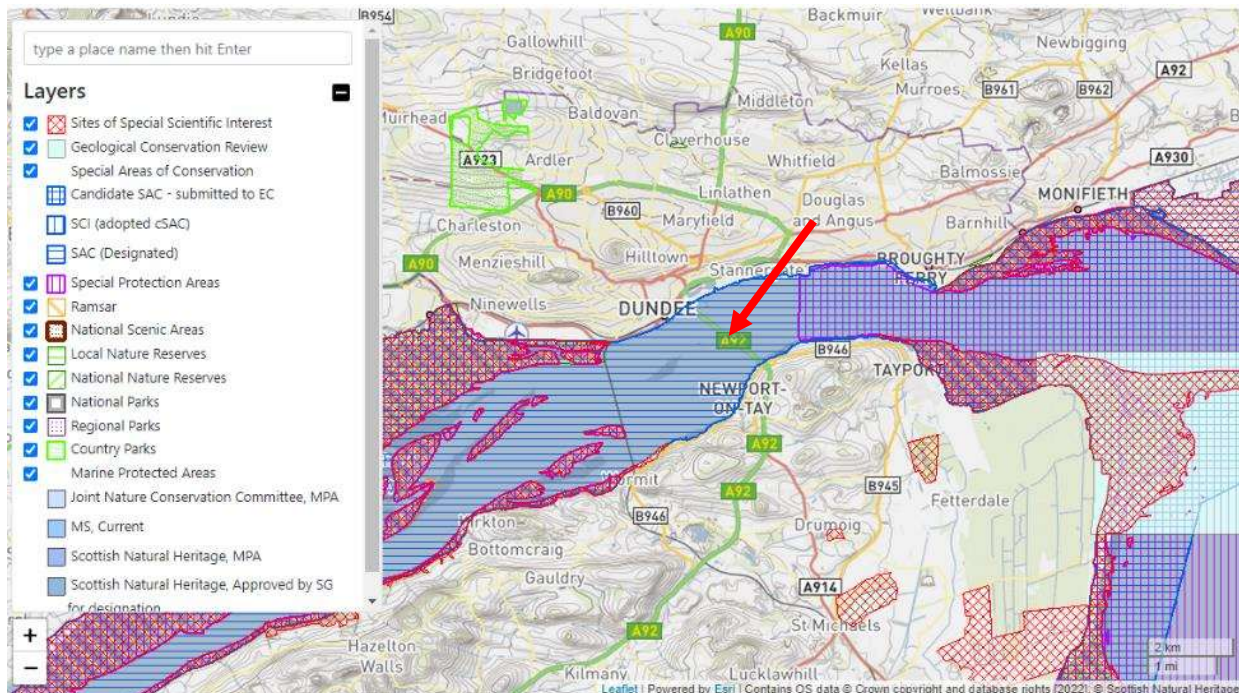 type a place name then hit Enter
Layers
Sites of Special Scientific Interest
Geological Conservation Review
Special Areas of Conservation
Candidate SAC - submitted to EC
SCI (adopted cSAC)
SAC (Designated)
Special Protection Areas
Ramsar
National Scenic Areas
Local Nature Reserves
National Nature Reserves
National Parks
Regional Parks
Country Parks
Marine Protected Areas
Joint Nature Conservation Committee, MPA
MS, Current
Scottish Natural Heritage, MPA
Scottish Natural Heritage, Approved by SG
for designation
+
−
B954
Backmuir
A90
Gallowhill
Newbigging
Kellas
A92
Bridgefoot
Murroes
B961
B962
Middleton
Muirhead
Baldovan
Claverhouse
A923
Ardler
Whitfield
A930
Balmossie
A90
Linlathen
Douglas
and Angus
MONIFIETH
B960
Maryfield
Barnhill
Charleston
Hilltown
BROUGHTY
FERRY
A90
Menzieshill
Stannergate
Ninewells
DUNDEE
A92
B946
TAYPORT
NEWPORT-
ON-TAY
A92
Wormit
B945
A92
Fetterdale
B946
Kirkton
Drumoig
Bottomcraig
Gauldry
A914
St Michaels
A92
Hazelton
Walls
2 km
1 mi
Kilmany
Lucklawhill
Leaflet | Powered by Esri | Contains OS data © Crown copyright and database rights [2022], © Scottish Natural Heritage